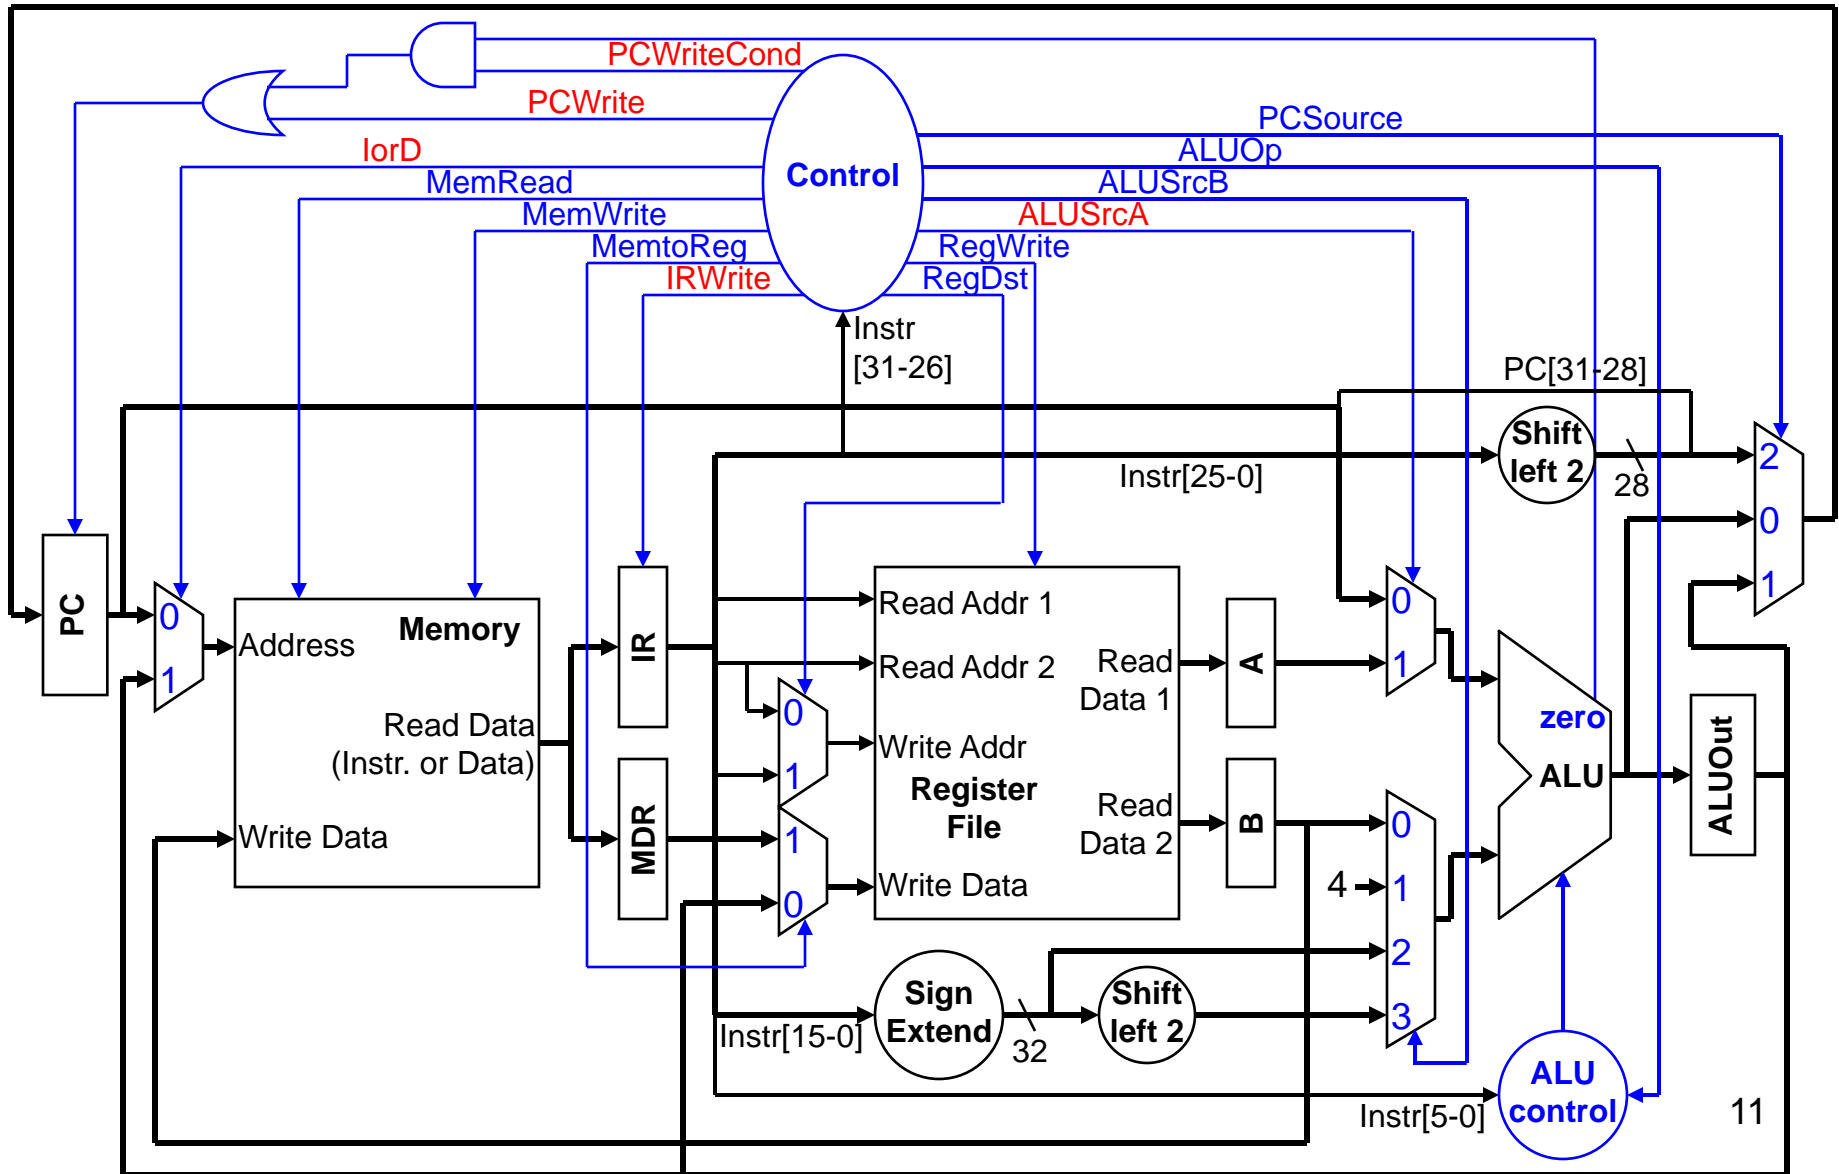 PCWriteCond
PCWrite
PCSource
IorD
Control
ALUOp
MemRead
ALUSrcB
MemWrite
ALUSrcA
MemtoReg
RegWrite
IRWrite
RegDst
Instr
[31-26]
PC[31-28]
Shift
left 2
2
Instr[25-0]
28
0
1
PC
0
1
Address
Memory
Read Data
(Instr. or Data)
Write Data
IR
MDR
0
1
1
0
Read Addr 1
Read Addr 2
Read
Data 1
Write Addr
Register
File
Read
Data 2
Write Data
A
B
0
1
0
4
1
2
3
zero
ALU
ALUOut
Sign
Extend
Shift
left 2
Instr[15-0]
32
ALU
control
Instr[5-0]
11